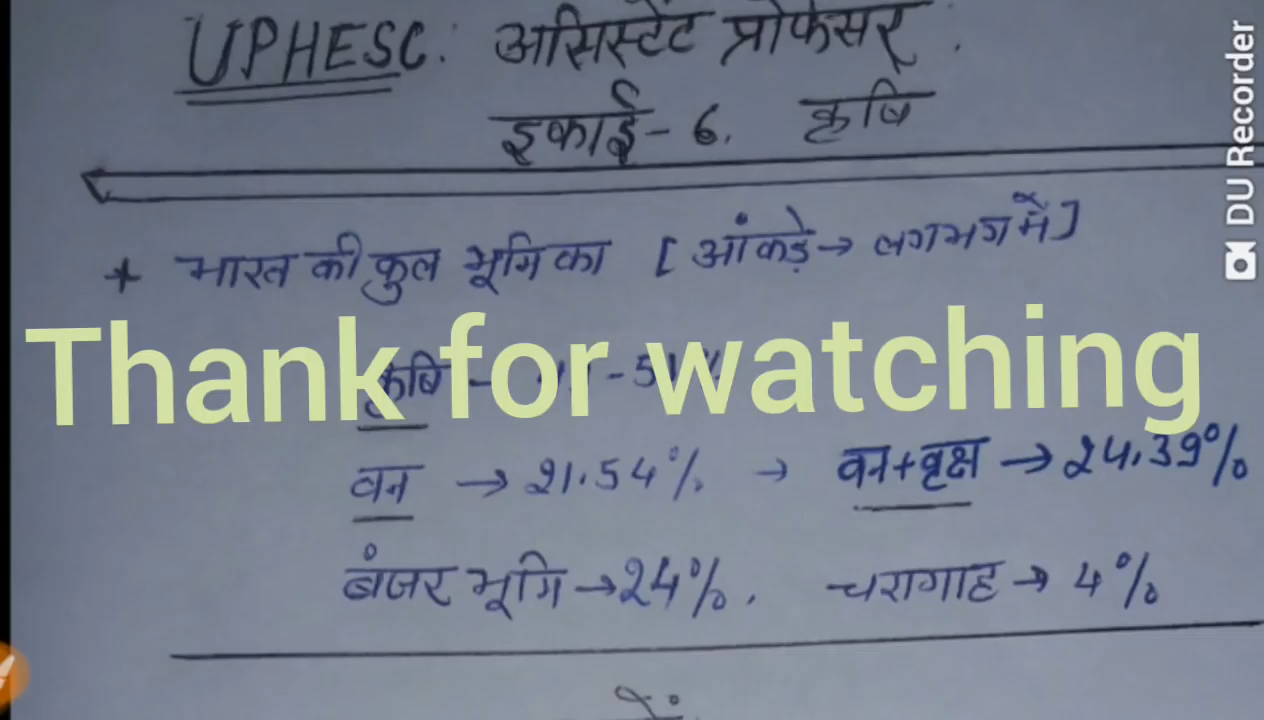 UPHESC. असिस्टेंट प्रोफेसर.
इकाई - 6. कृषि
+ भारत की कुल भूमि का [आंकड़े → लगभग में]
Thank for watching
कृषि -
वन → 21.54% → वन+वृक्ष → 24.39%
बंजर भूमि → 24%. चरागाह → 4%
DU Recorder